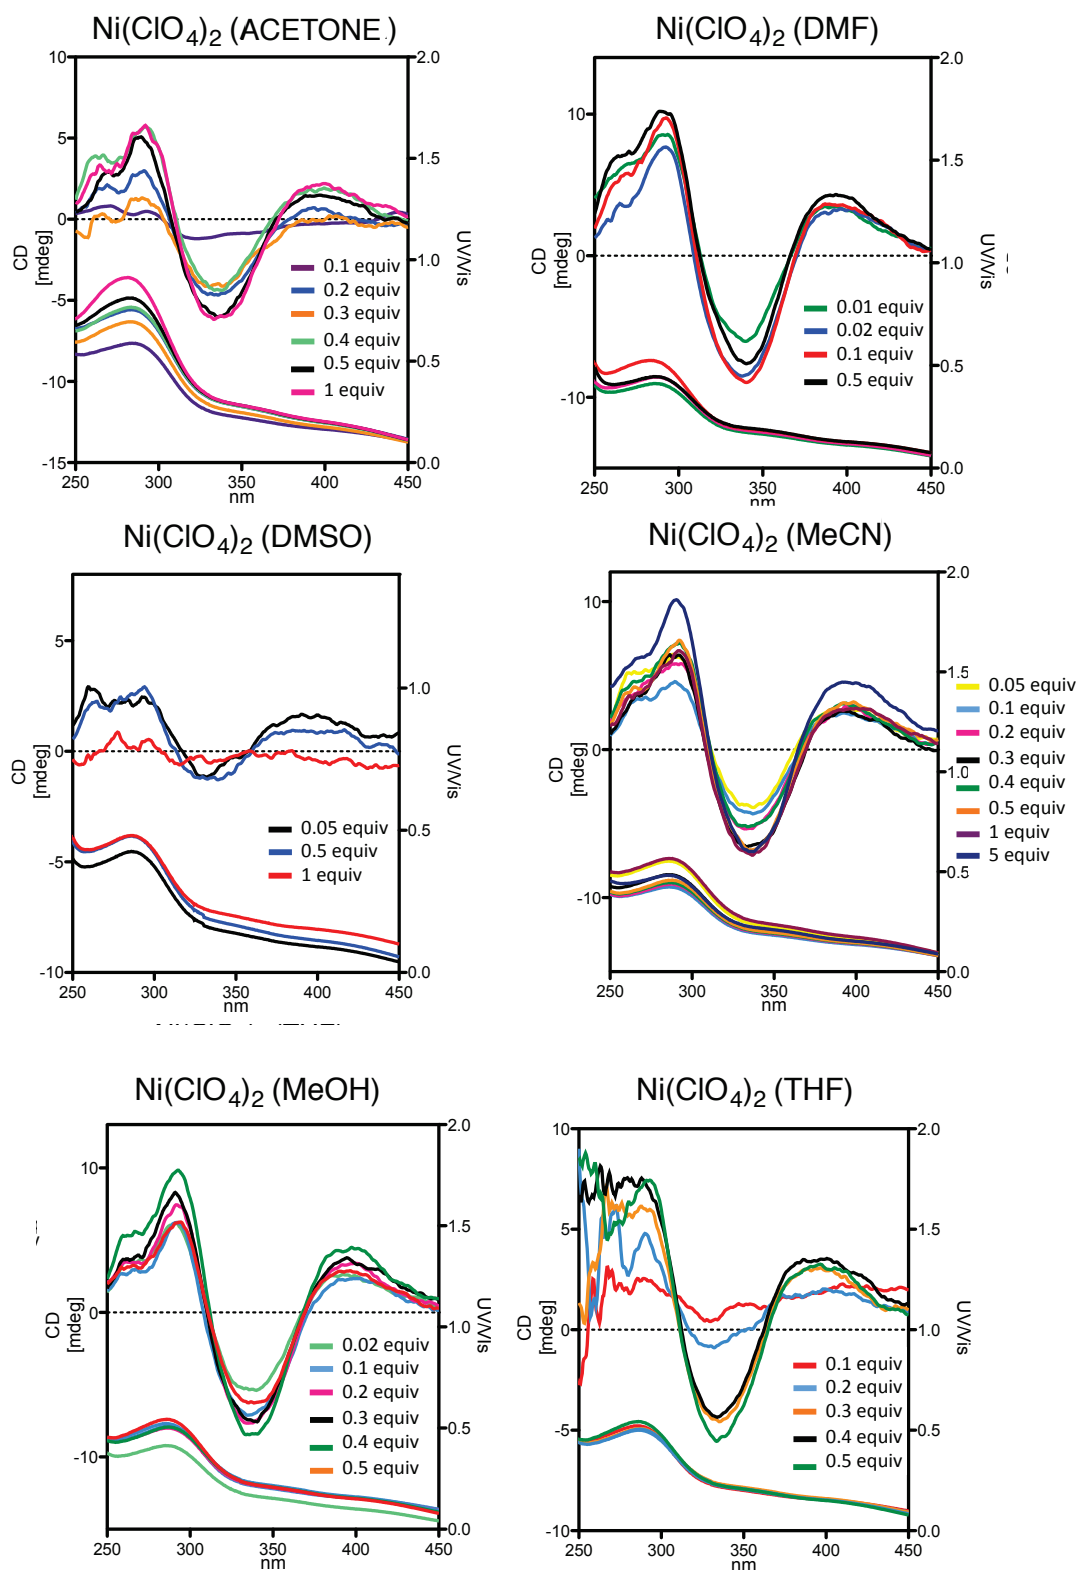 Ni(ClO4)2 (ACETONE.)
10
5
0
-5
-10
-15
CD
[mdeg]
2.0
1.5
1.0
0.5
0.0
UV/Vis
0.1 equiv
0.2 equiv
0.3 equiv
0.4 equiv
0.5 equiv
1 equiv
250 300 350 400 450
nm
Ni(ClO4)2 (DMF)
10
0
-10
CD
[mdeg]
2.0
1.5
1.0
0.5
0.0
UV/Vis
0.01 equiv
0.02 equiv
0.1 equiv
0.5 equiv
250 300 350 400 450
nm
Ni(ClO4)2 (DMSO)
5
0
-5
-10
CD
[mdeg]
1.0
0.5
0.0
UV/Vis
0.05 equiv
0.5 equiv
1 equiv
250 300 350 400 450
nm
Ni(ClO4)2 (MeCN)
10
0
-10
CD
[mdeg]
2.0
1.5
1.0
0.5
0.0
UV/Vis
0.05 equiv
0.1 equiv
0.2 equiv
0.3 equiv
0.4 equiv
0.5 equiv
1 equiv
5 equiv
250 300 350 400 450
nm
Ni(ClO4)2 (MeOH)
10
0
-10
CD
[mdeg]
2.0
1.5
1.0
0.5
0.0
UV/Vis
0.02 equiv
0.1 equiv
0.2 equiv
0.3 equiv
0.4 equiv
0.5 equiv
250 300 350 400 450
nm
Ni(ClO4)2 (THF)
10
5
0
-5
-10
CD
[mdeg]
2.0
1.5
1.0
0.5
0.0
UV/Vis
0.1 equiv
0.2 equiv
0.3 equiv
0.4 equiv
0.5 equiv
250 300 350 400 450
nm